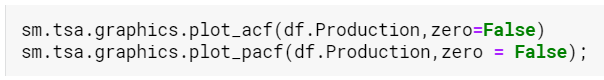 sm.tsa.graphics.plot_acf(df.Production,zero=False)
sm.tsa.graphics.plot_pacf(df.Production,zero = False);